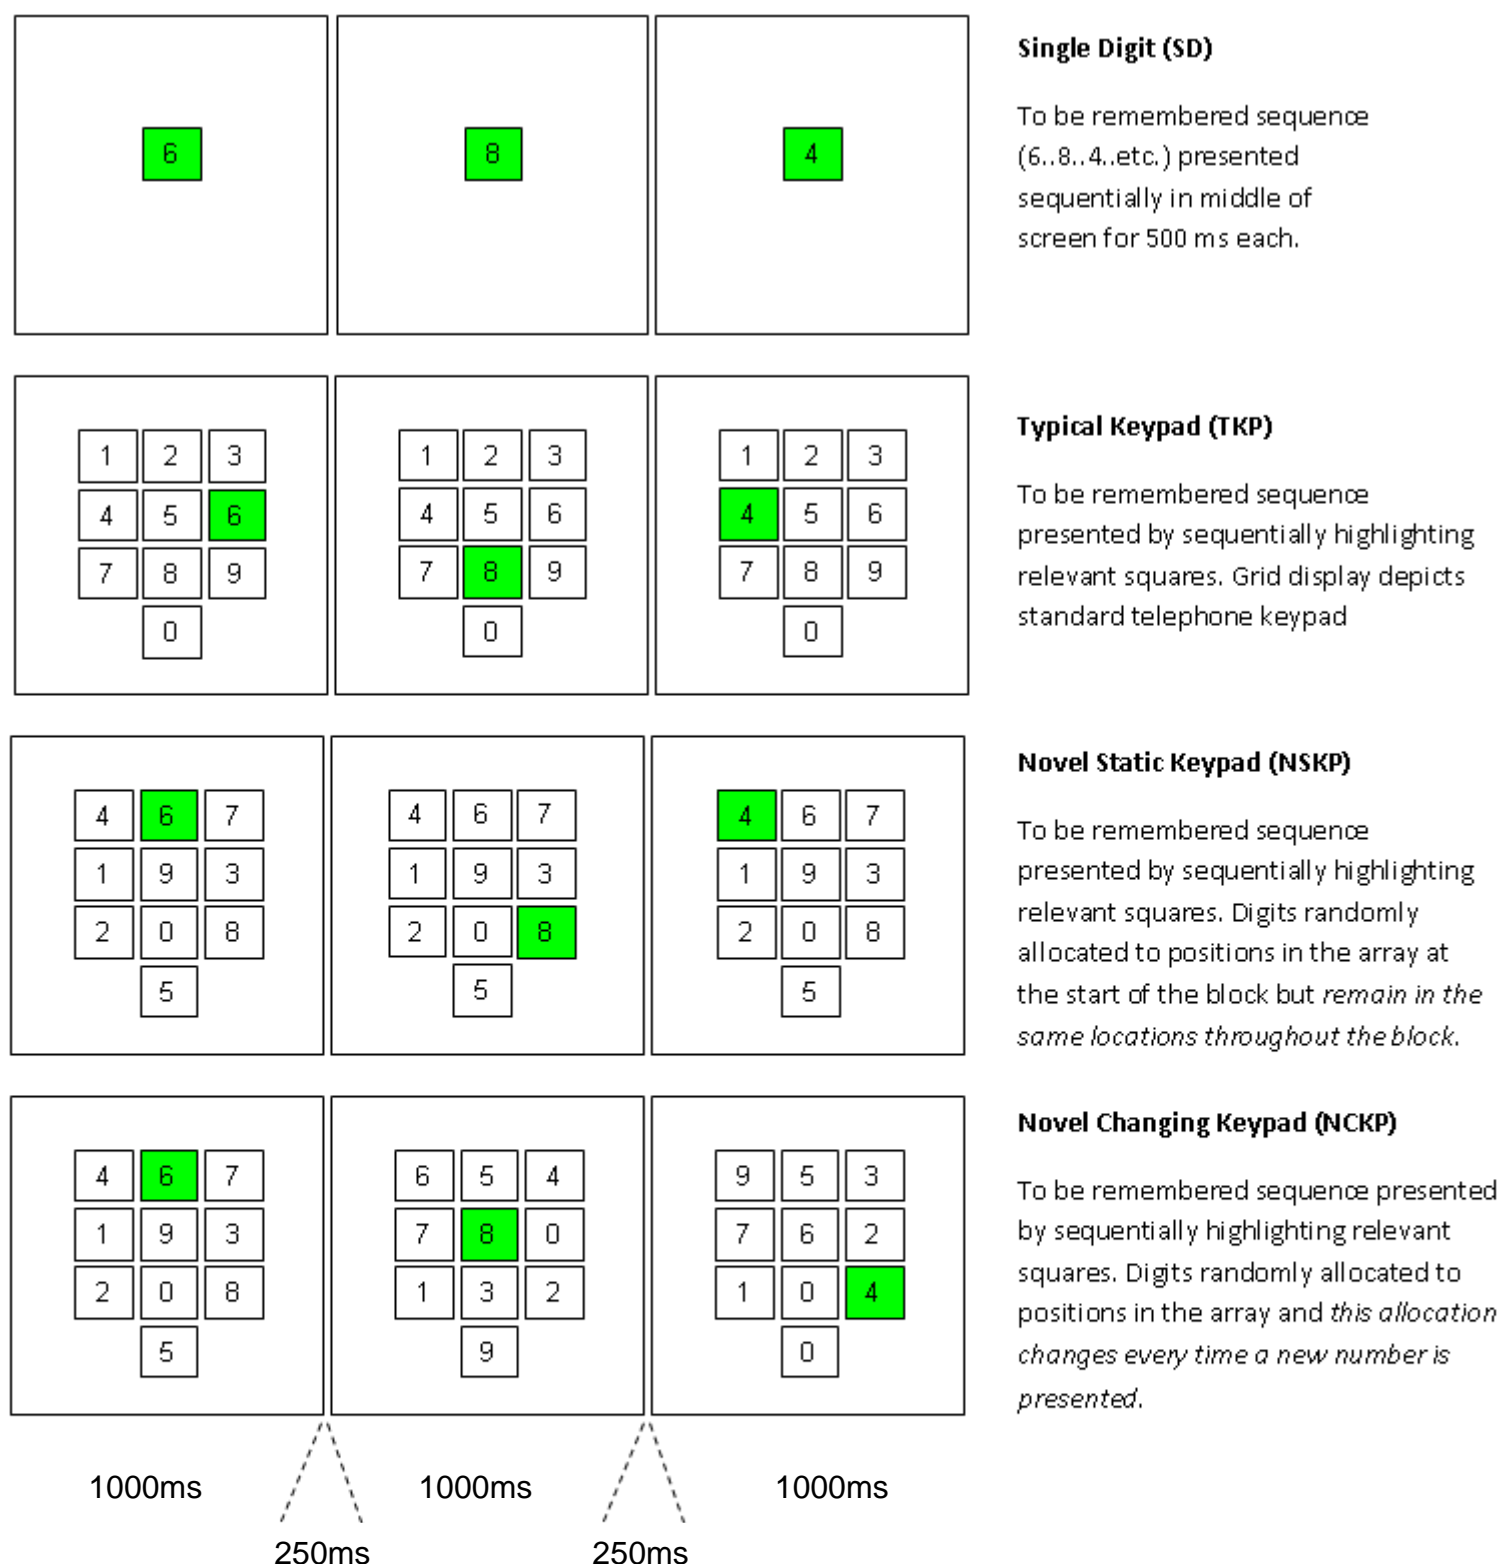 6
8
4
Single Digit (SD)
To be remembered sequence
(6..8..4..etc.) presented
sequentially in middle of
screen for 500 ms each.
1 2 3 1 2 3 1 2 3
4 5 6 4 5 6 4 5 6
7 8 9 7 8 9 7 8 9
0 0 0
Typical Keypad (TKP)
To be remembered sequence
presented by sequentially highlighting
relevant squares. Grid display depicts
standard telephone keypad
4 6 7 4 6 7 4 6 7
1 9 3 1 9 3 1 9 3
2 0 8 2 0 8 2 0 8
5 5 5
Novel Static Keypad (NSKP)
To be remembered sequence
presented by sequentially highlighting
relevant squares. Digits randomly
allocated to positions in the array at
the start of the block but remain in the
same locations throughout the block.
4 6 7 6 5 4 9 5 3
1 9 3 7 8 0 7 6 2
2 0 8 1 3 2 1 0 4
5 9 0
Novel Changing Keypad (NCKP)
To be remembered sequence presented
by sequentially highlighting relevant
squares. Digits randomly allocated to
positions in the array and this allocation
changes every time a new number is
presented.
1000ms 1000ms 1000ms
250ms 250ms